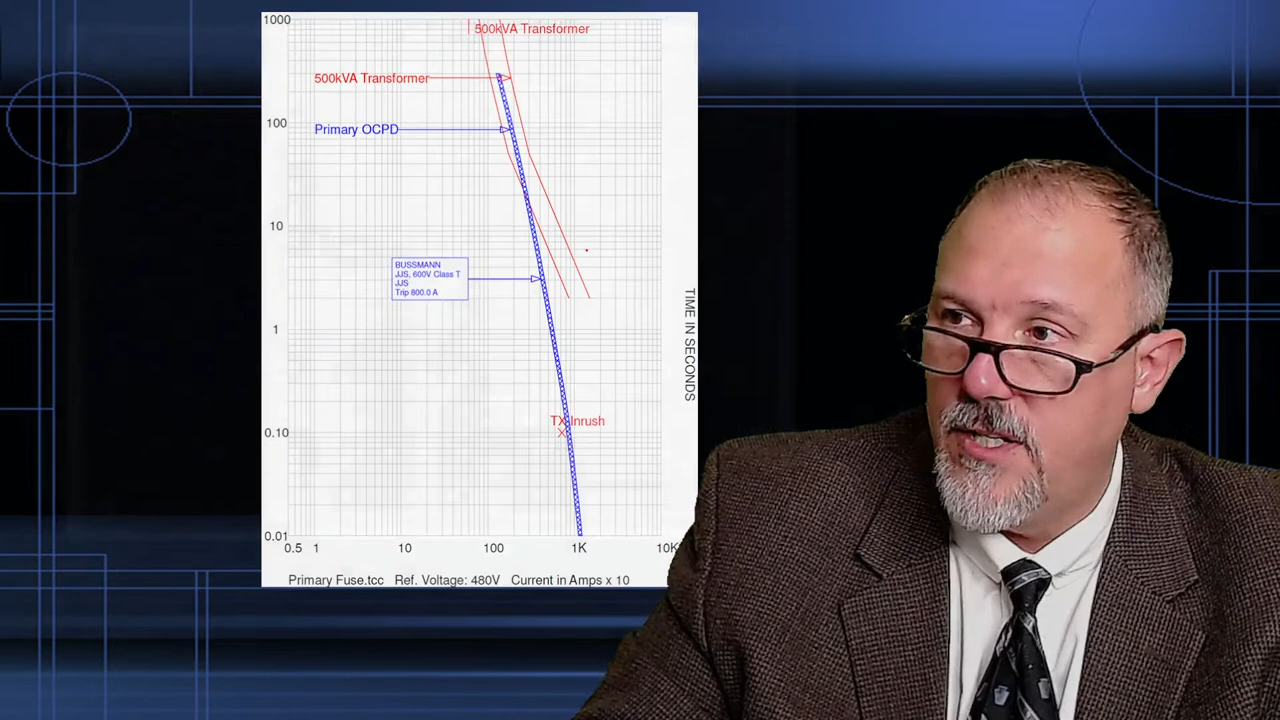 1000
500kVA Transformer
500kVA Transformer
100
Primary OCPD
10
BUSSMANN
JJS, 600V Class T
JJS
Trip 800.0 A
TIME IN SECONDS
1
TX Inrush
0.10
0.01
0.5 1 10 100 1K 10K
Primary Fuse.tcc Ref. Voltage: 480V Current in Amps x 10